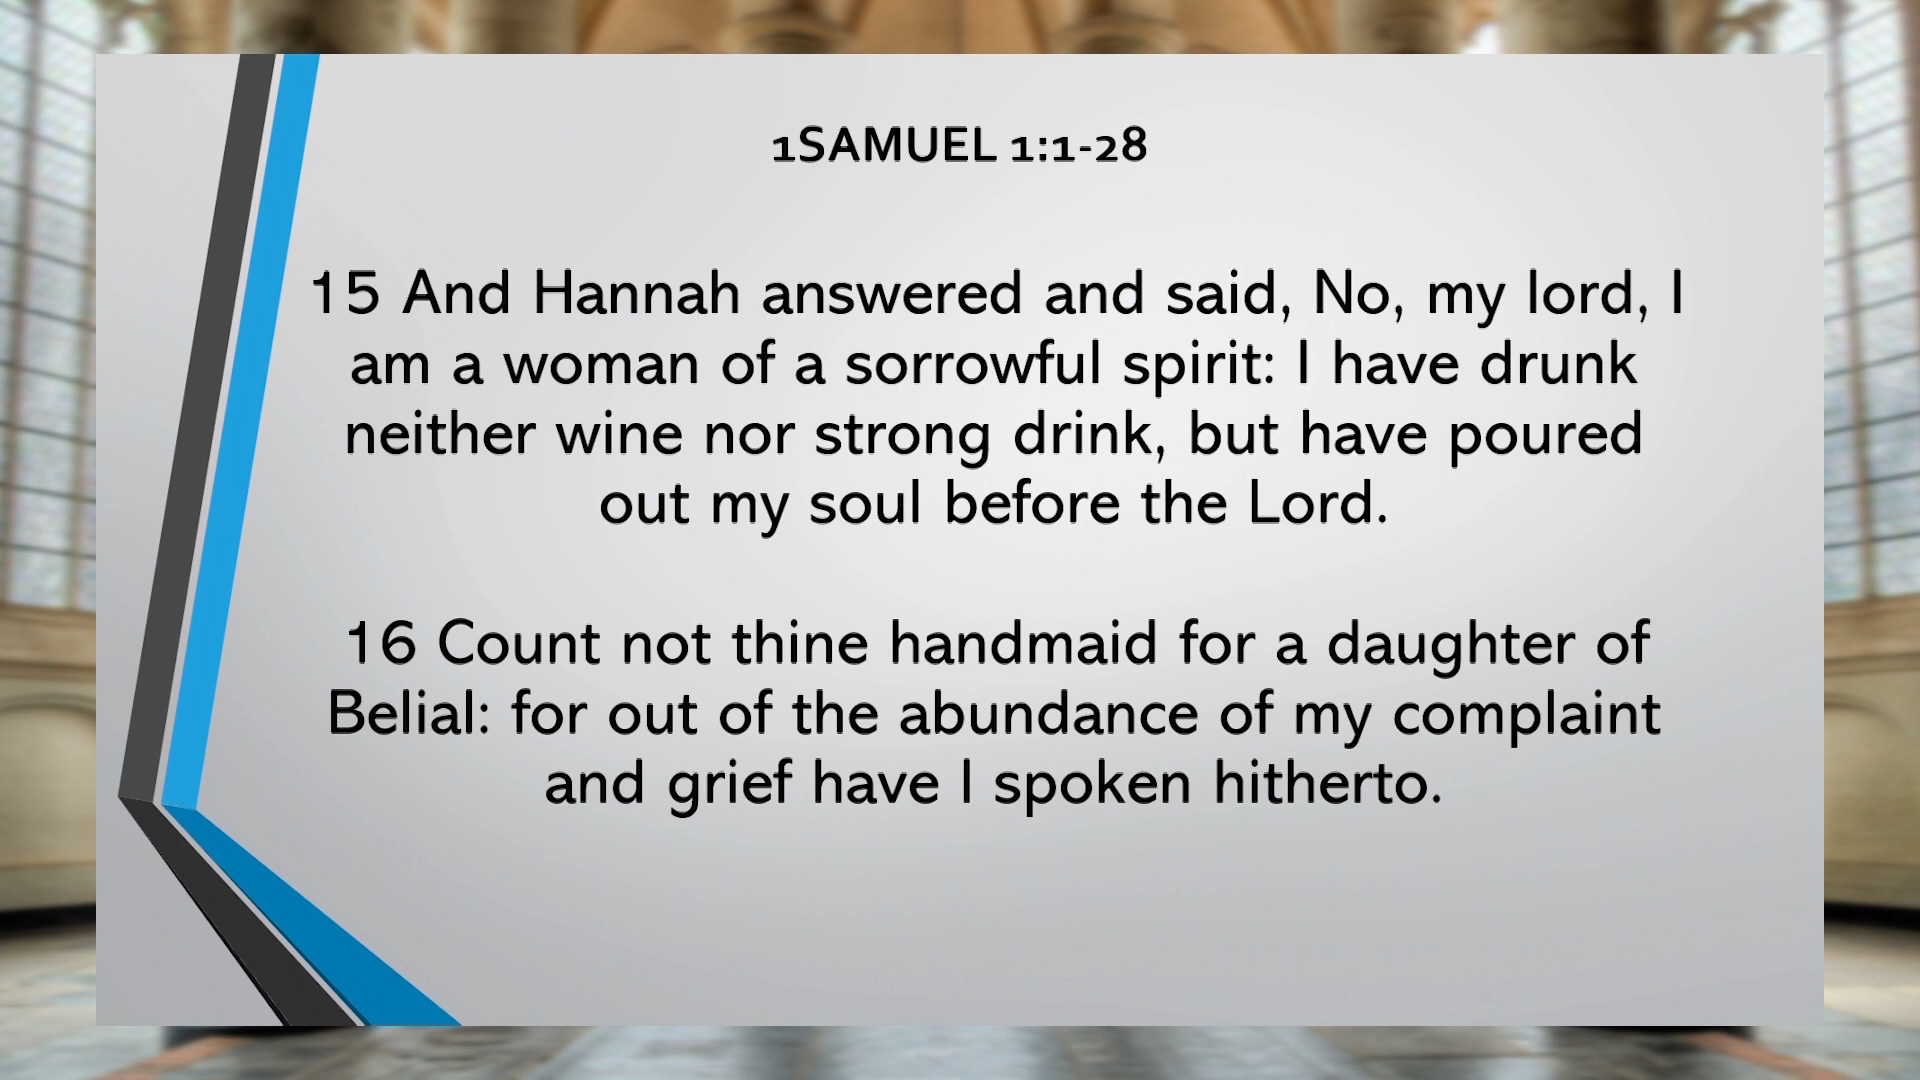 1SAMUEL 1:1-28
15 And Hannah answered and said, No, my lord, I
am a woman of a sorrowful spirit: I have drunk
neither wine nor strong drink, but have poured
out my soul before the Lord.
16 Count not thine handmaid for a daughter of
Belial: for out of the abundance of my complaint
and grief have I spoken hitherto.